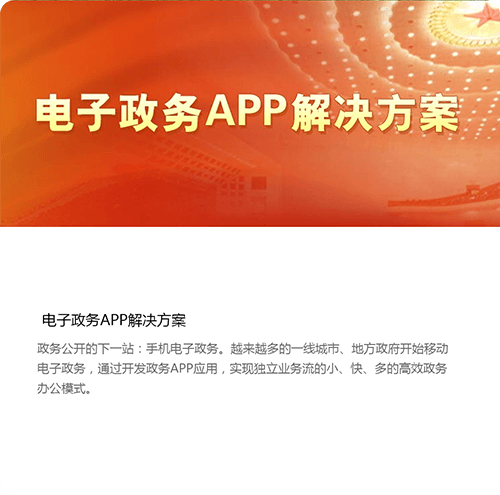 电子政务APP解决方案
电子政务APP解决方案
政务公开的下一站：手机电子政务。越来越多的一线城市、地方政府开始移动
电子政务，通过开发政务APP应用，实现独立业务流的小、快、多的高效政务
办公模式。